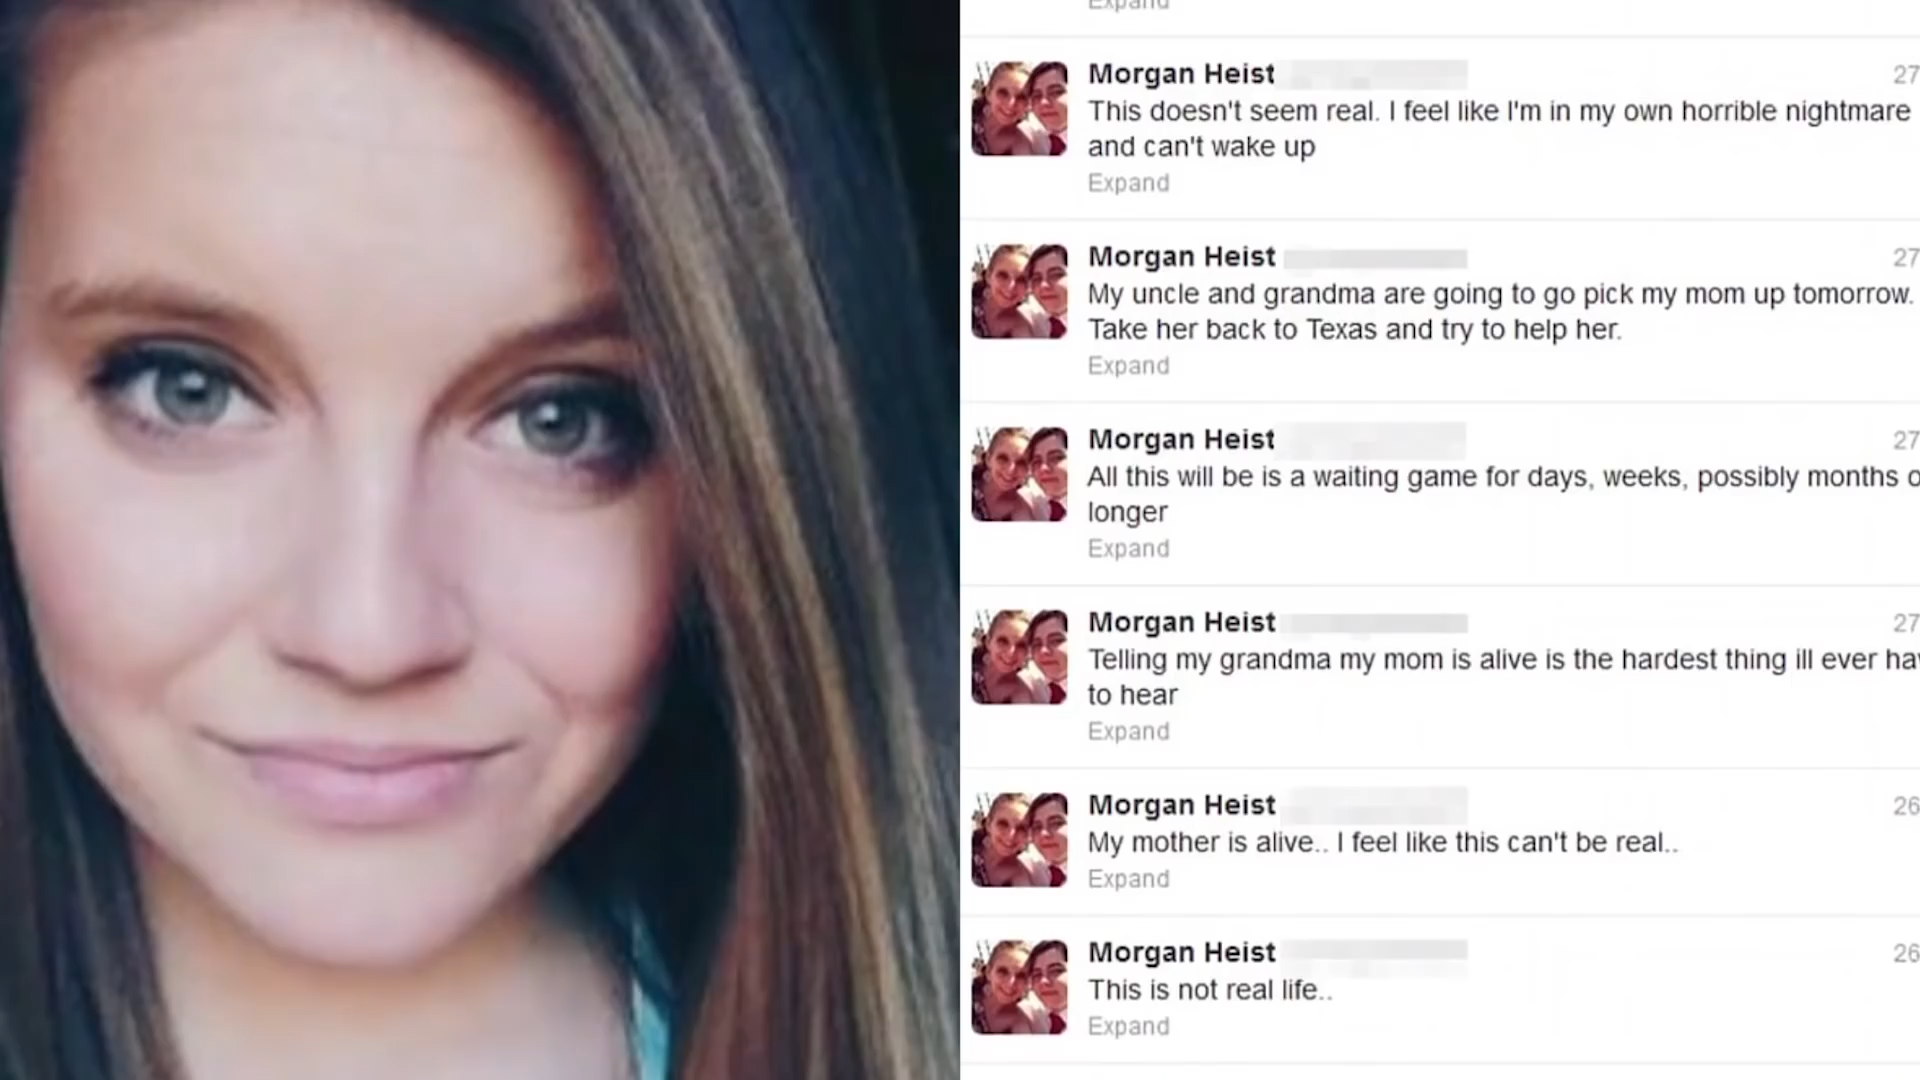 Expand
Morgan Heist 27
This doesn't seem real. I feel like I'm in my own horrible nightmare
and can't wake up
Expand
Morgan Heist 27
My uncle and grandma are going to go pick my mom up tomorrow.
Take her back to Texas and try to help her.
Expand
Morgan Heist 27
All this will be is a waiting game for days, weeks, possibly months
longer
Expand
Morgan Heist 27
Telling my grandma my mom is alive is the hardest thing ill ever
to hear
Expand
Morgan Heist 26
My mother is alive.. I feel like this can't be real..
Expand
Morgan Heist 26
This is not real life..
Expand